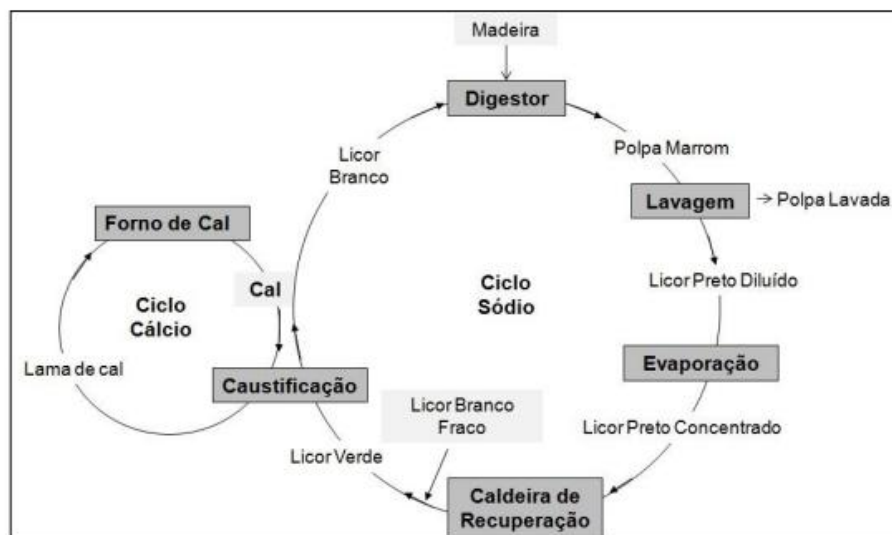 Madeira
Digestor
Licor
Branco
Polpa Marrom
Lavagem
Polpa Lavada
Forno de Cal
Cal
Ciclo
Cálcio
Ciclo
Sódio
Licor Preto Diluído
Lama de cal
Caustificação
Evaporação
Licor Branco
Fraco
Licor Verde
Licor Preto Concentrado
Caldeira de
Recuperação